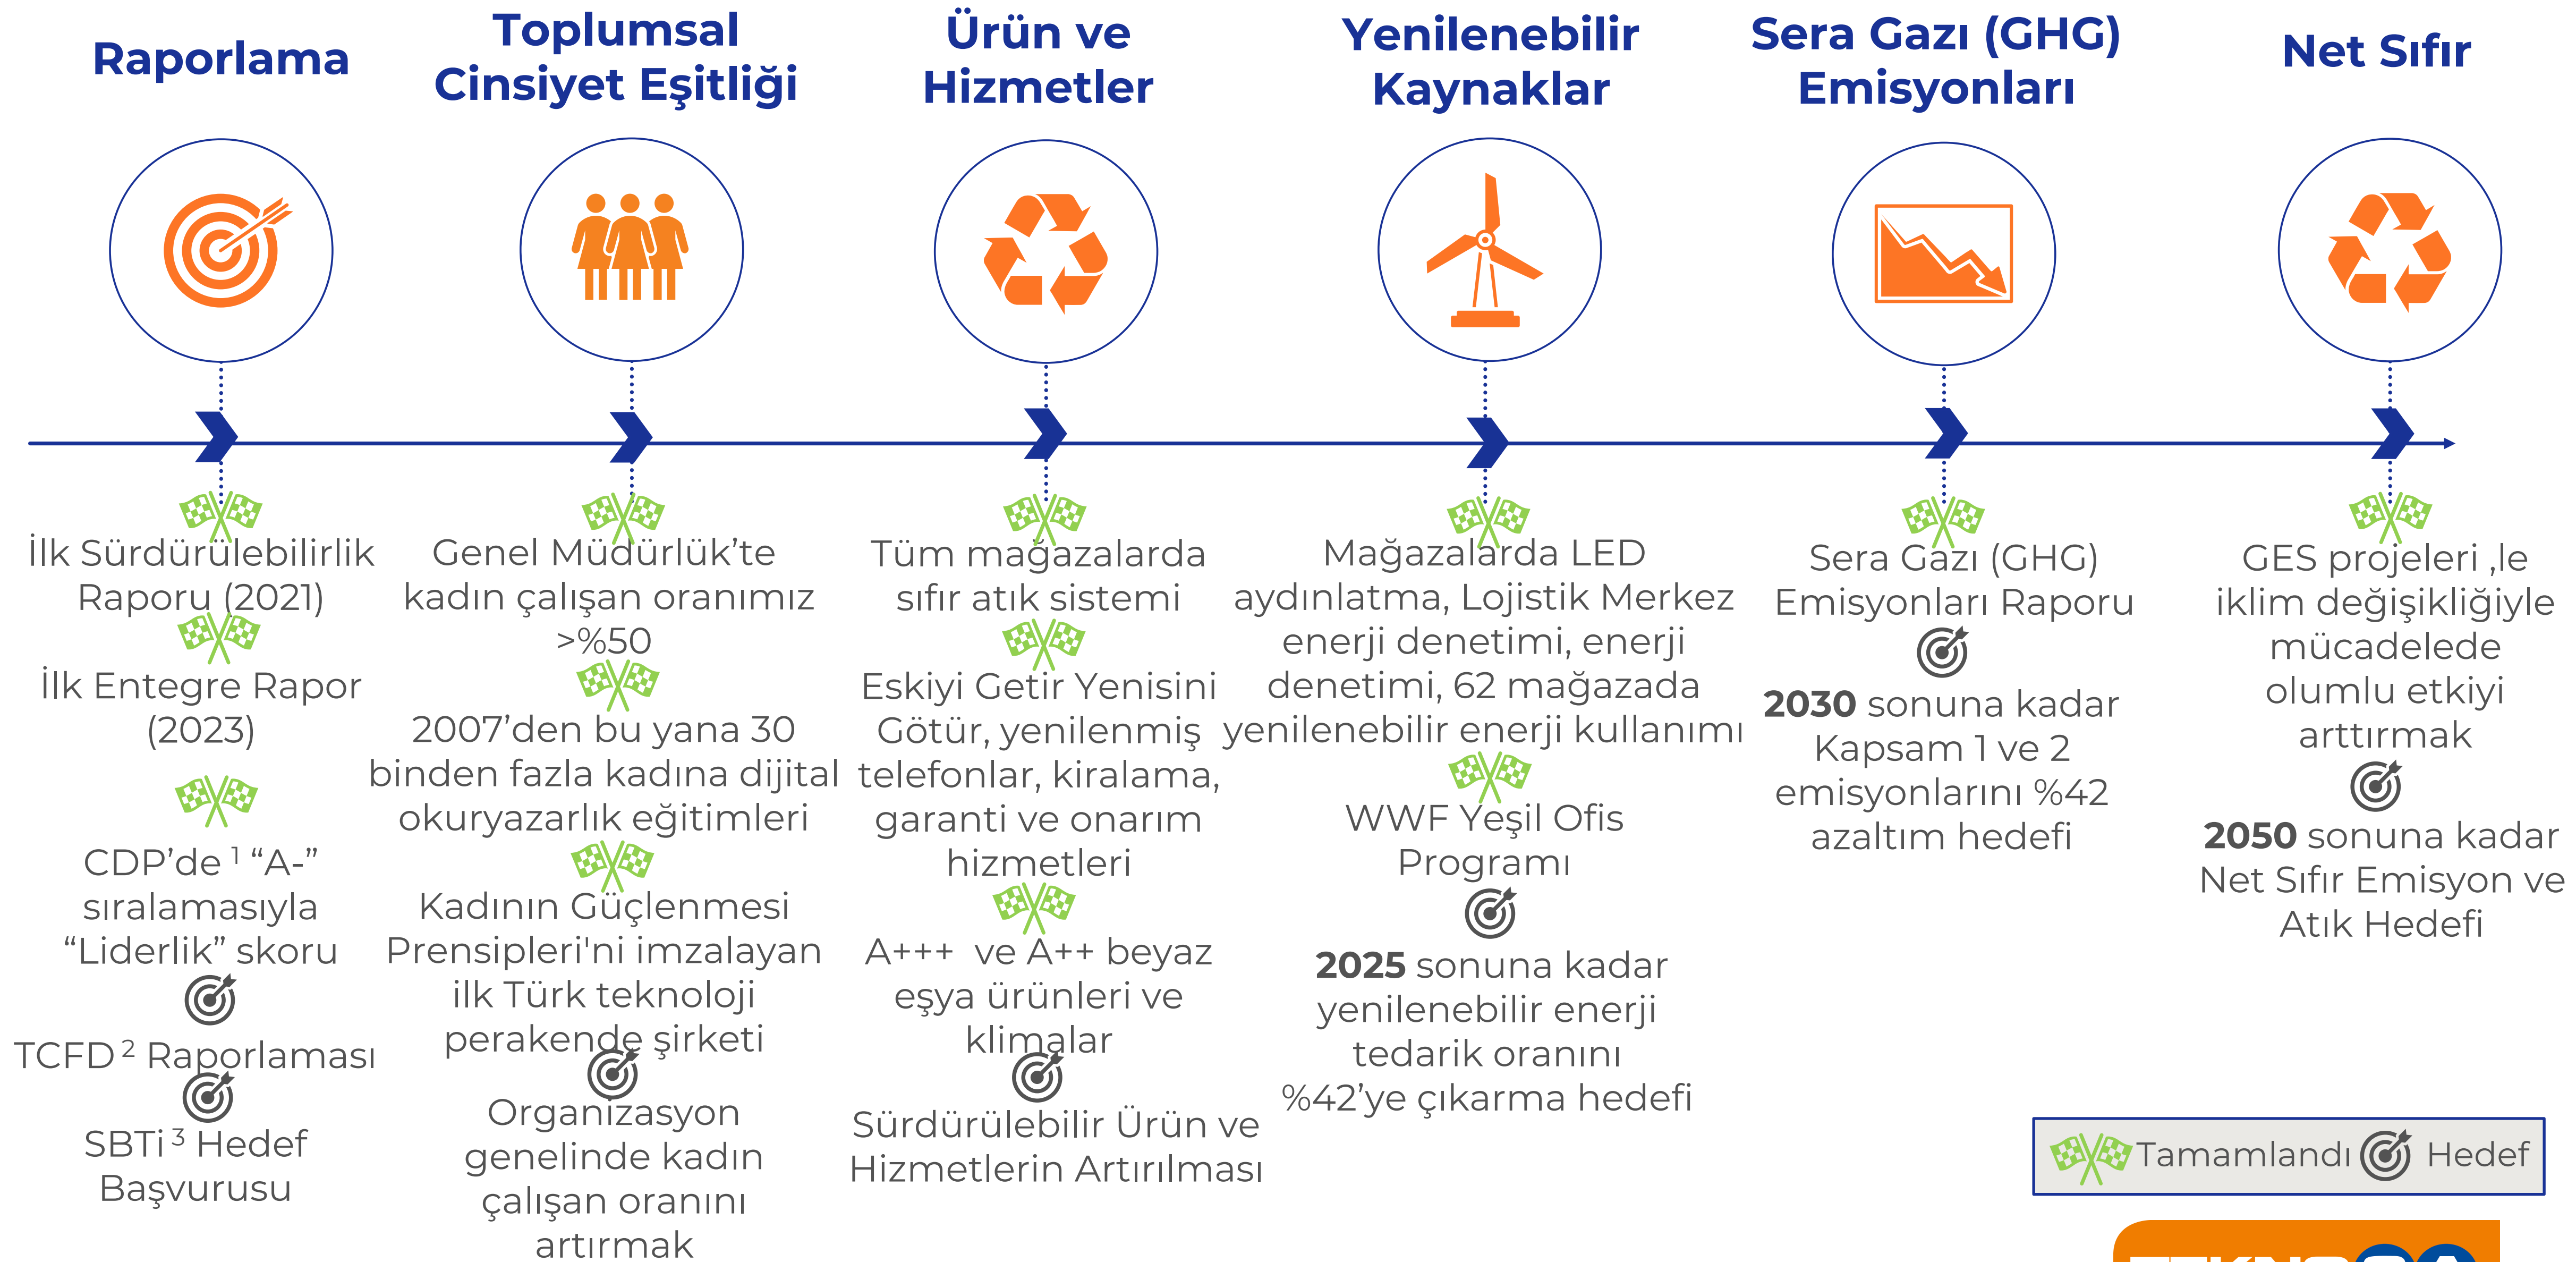 Raporlama
İlk Sürdürülebilirlik
Raporu (2021)
İlk Entegre Rapor
(2023)
CDP’de ¹ “A-”
sıralamasıyla
“Liderlik” skoru
TCFD ² Raporlaması
SBTi ³ Hedef
Başvurusu
Toplumsal
Cinsiyet Eşitliği
Genel Müdürlük’te
kadın çalışan oranımız
>%50
2007’den bu yana 30
binden fazla kadına dijital
okuryazarlık eğitimleri
Kadının Güçlenmesi
Prensipleri'ni imzalayan
ilk Türk teknoloji
perakende şirketi
Organizasyon
genelinde kadın
çalışan oranını
artırmak
Ürün ve
Hizmetler
Tüm mağazalarda
sıfır atık sistemi
Eskiyi Getir Yenisini
Götür, yenilenmiş
telefonlar, kiralama,
garanti ve onarım
hizmetleri
A+++ ve A++ beyaz
eşya ürünleri ve
klimalar
Sürdürülebilir Ürün ve
Hizmetlerin Artırılması
Yenilenebilir
Kaynaklar
Mağazalarda LED
aydınlatma, Lojistik Merkez
enerji denetimi, enerji
denetimi, 62 mağazada
yenilenebilir enerji kullanımı
WWF Yeşil Ofis
Programı
2025 sonuna kadar
yenilenebilir enerji
tedarik oranını
%42’ye çıkarma hedefi
Sera Gazı (GHG)
Emisyonları
Sera Gazı (GHG)
Emisyonları Raporu
2030 sonuna kadar
Kapsam 1 ve 2
emisyonlarını %42
azaltım hedefi
Net Sıfır
GES projeleri ,le
iklim değişikliğiyle
mücadelede
olumlu etkiyi
arttırmak
2050 sonuna kadar
Net Sıfır Emisyon ve
Atık Hedefi
Tamamlandı Hedef